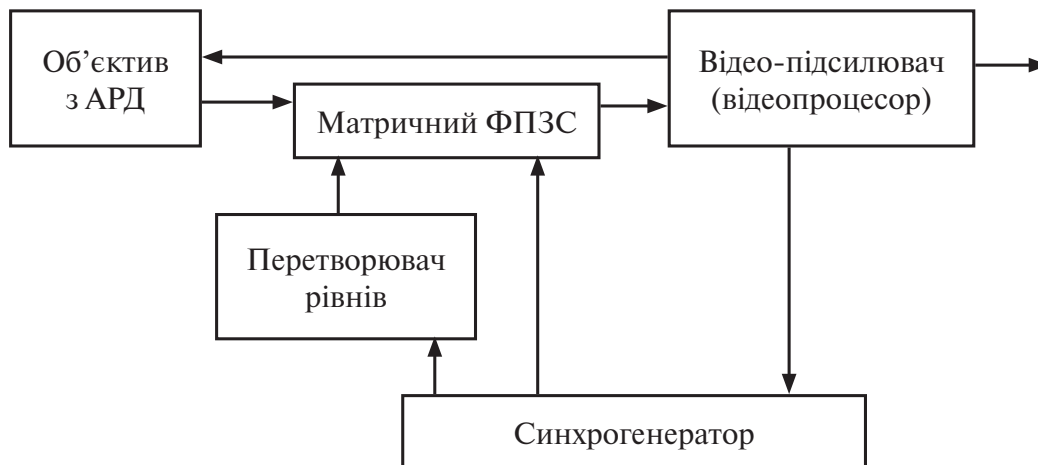 Об’єктив
з АРД
Відео-підсилювач
(відеопроцесор)
Матричний ФПЗС
Перетворювач
рівнів
Синхрогенератор